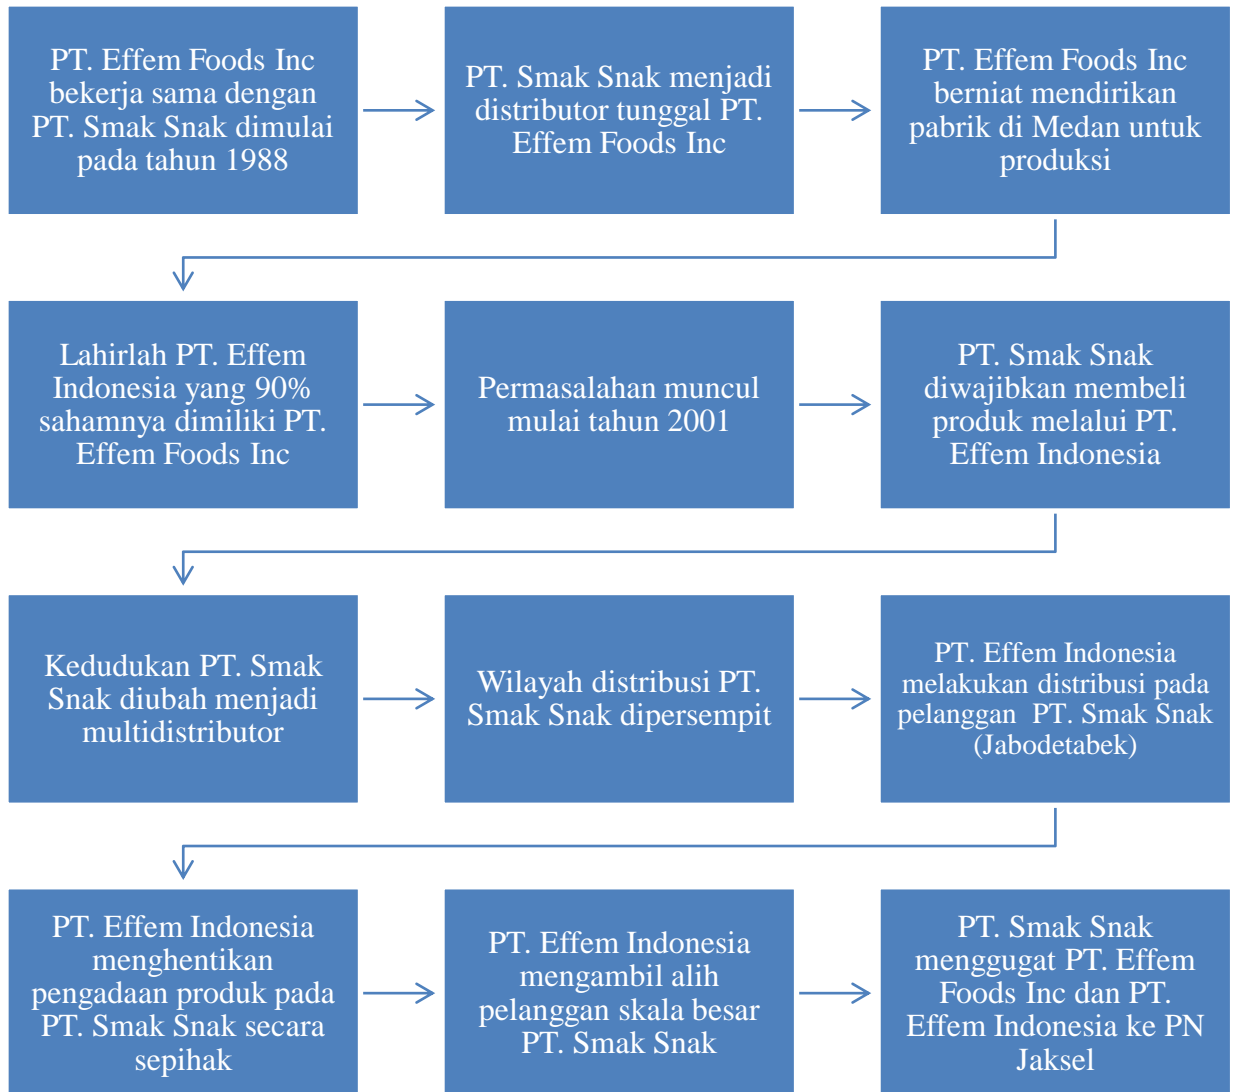 PT. Effem Foods Inc
bekerja sama dengan
PT. Smak Snak dimulai
pada tahun 1988
PT. Smak Snak menjadi
distributor tunggal PT.
Effem Foods Inc
PT. Effem Foods Inc
berniat mendirikan
pabrik di Medan untuk
produksi
Lahirlah PT. Effem
Indonesia yang 90%
sahamnya dimiliki PT.
Effem Foods Inc
Permasalahan muncul
mulai tahun 2001
PT. Smak Snak
diwajibkan membeli
produk melalui PT.
Effem Indonesia
Kedudukan PT. Smak
Snak diubah menjadi
multidistributor
Wilayah distribusi PT.
Smak Snak dipersempit
PT. Effem Indonesia
melakukan distribusi pada
pelanggan PT. Smak Snak
(Jabodetabek)
PT. Effem Indonesia
menghentikan
pengadaan produk pada
PT. Smak Snak secara
sepihak
PT. Effem Indonesia
mengambil alih
pelanggan skala besar
PT. Smak Snak
PT. Smak Snak
menggugat PT. Effem
Foods Inc dan PT.
Effem Indonesia ke PN
Jaksel